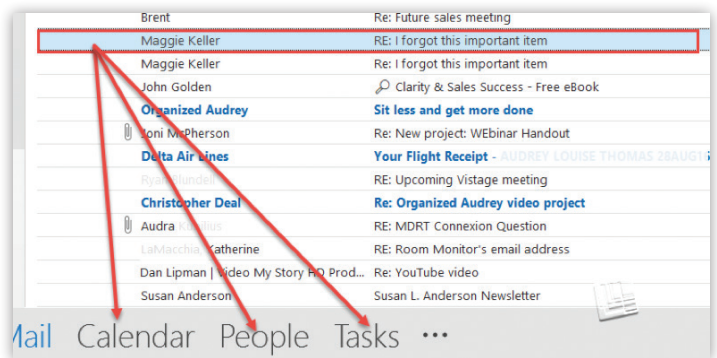 Brent Re: Future sales meeting
Maggie Keller RE: I forgot this important item
Maggie Keller Re: I forgot this important item
John Golden Clarity & Sales Success - Free eBook
Organized Audrey Sit less and get more done
Joni McPherson Re: New project: WEbinar Handout
Delta Air Lines Your Flight Receipt - AUDREY LOUISE THOMAS 28AUG16
Ryan Blundell RE: Upcoming Vistage meeting
Christopher Deal Re: Organized Audrey video project
Audra RE: MDRT Connexion Question
LaMacchia, Katherine RE: Room Monitor's email address
Dan Lipman | Video My Story HQ Prod... Re: YouTube video
Susan Anderson Susan L. Anderson Newsletter
Mail Calendar People Tasks •••